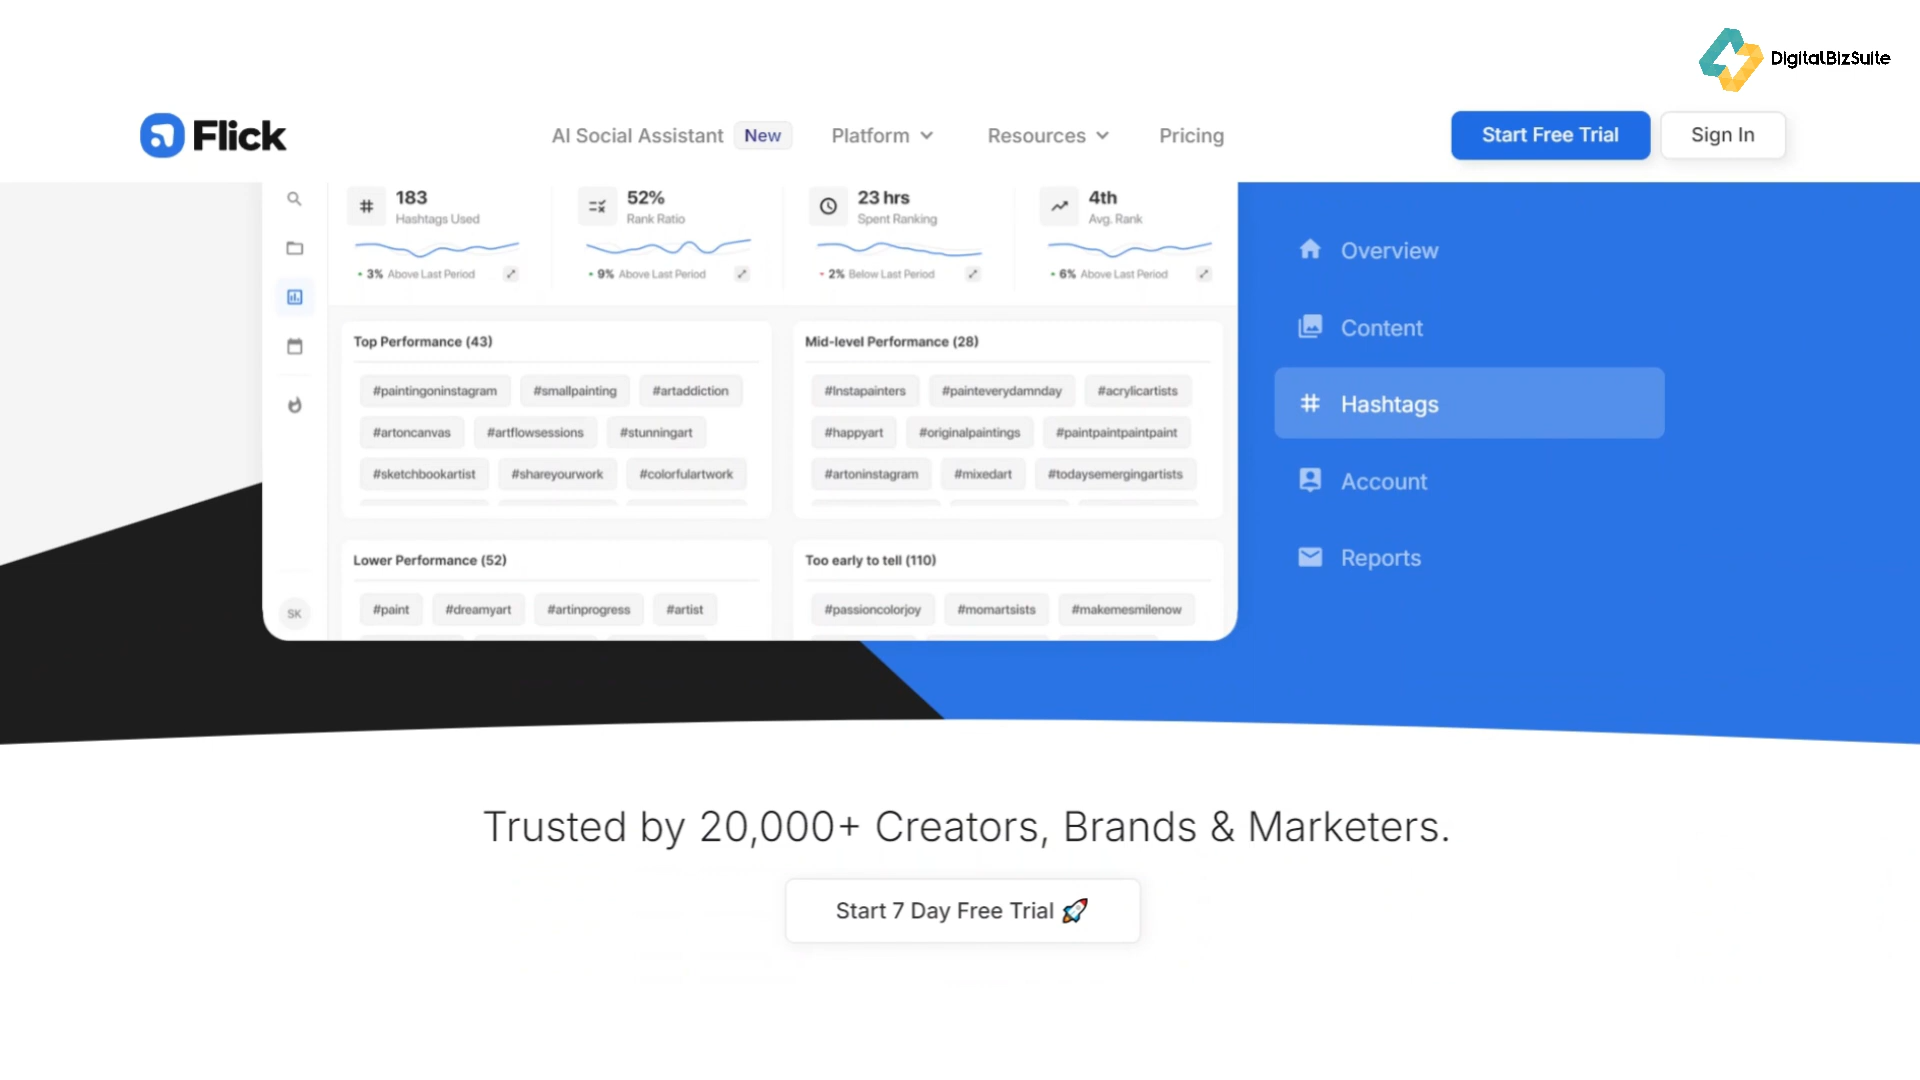 DigitalBizSuite
Flick
AI Social Assistant New Platform Resources Pricing
Start Free Trial Sign In
183
Hashtags Used
3% Above Last Period
52%
Rank Ratio
9% Above Last Period
23 hrs
Spent Ranking
2% Below Last Period
4th
Avg. Rank
6% Above Last Period
Top Performance (43)
#paintingoninstagram #smallpainting #artaddiction
#artoncanvas #artflowsessions #stunningart
#sketchbookartist #shareyourwork #colorfulartwork
Mid-level Performance (28)
#Instapainters #painteverydamnday #acrylicartists
#happyart #originalpaintings #paintpaintpaintpaint
#artoninstagram #mixedart #todaysemergingartists
Lower Performance (52)
#paint #dreamyart #artinprogress #artist
Too early to tell (110)
#passioncolorjoy #momartsists #makemesmilenow
SK
Overview
Content
Hashtags
Account
Reports
Trusted by 20,000+ Creators, Brands & Marketers.
Start 7 Day Free Trial 🚀